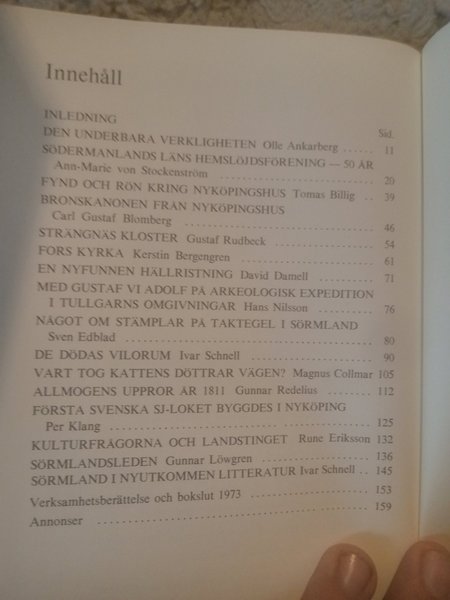 Innehåll
Sid.
INLEDNING
DEN UNDERBARA VERKLIGHETEN Olle Ankarberg ...... 11
SÖDERMANLANDS LÄNS HEMSLÖJDSFÖRENING — 50 ÅR
Ann-Marie von Stockenström ...... 20
FYND OCH RÖN KRING NYKÖPINGSHUS Tomas Billig .. 39
BRONSKANONEN FRÅN NYKÖPINGSHUS
Carl Gustaf Blomberg ...... 46
STRÄNGNÄS KLOSTER Gustaf Rudbeck ...... 54
FORS KYRKA Kerstin Bergengren ...... 61
EN NYFUNNEN HÄLLRISTNING David Damell ...... 71
MED GUSTAF VI ADOLF PÅ ARKEOLOGISK EXPEDITION
I TULLGARNS OMGIVNINGAR Hans Nilsson ...... 76
NÅGOT OM STÄMPLAR PÅ TAKTEGEL I SÖRMLAND
Sven Edblad ...... 80
DE DÖDAS VILORUM Ivar Schnell ...... 90
VART TOG KATTENS DÖTTRAR VÄGEN? Magnus Collmar 105
ALLMOGENS UPPROR ÅR 1811 Gunnar Redelius ...... 112
FÖRSTA SVENSKA SJ-LOKET BYGGDES I NYKÖPING
Per Klang ...... 125
KULTURFRÅGORNA OCH LANDSTINGET Rune Eriksson 132
SÖRMLANDSLEDEN Gunnar Löwgren ...... 136
SÖRMLAND I NYUTKOMMEN LITTERATUR Ivar Schnell .. 145
Verksamhetsberättelse och bokslut 1973 ...... 153
Annonser ...... 159